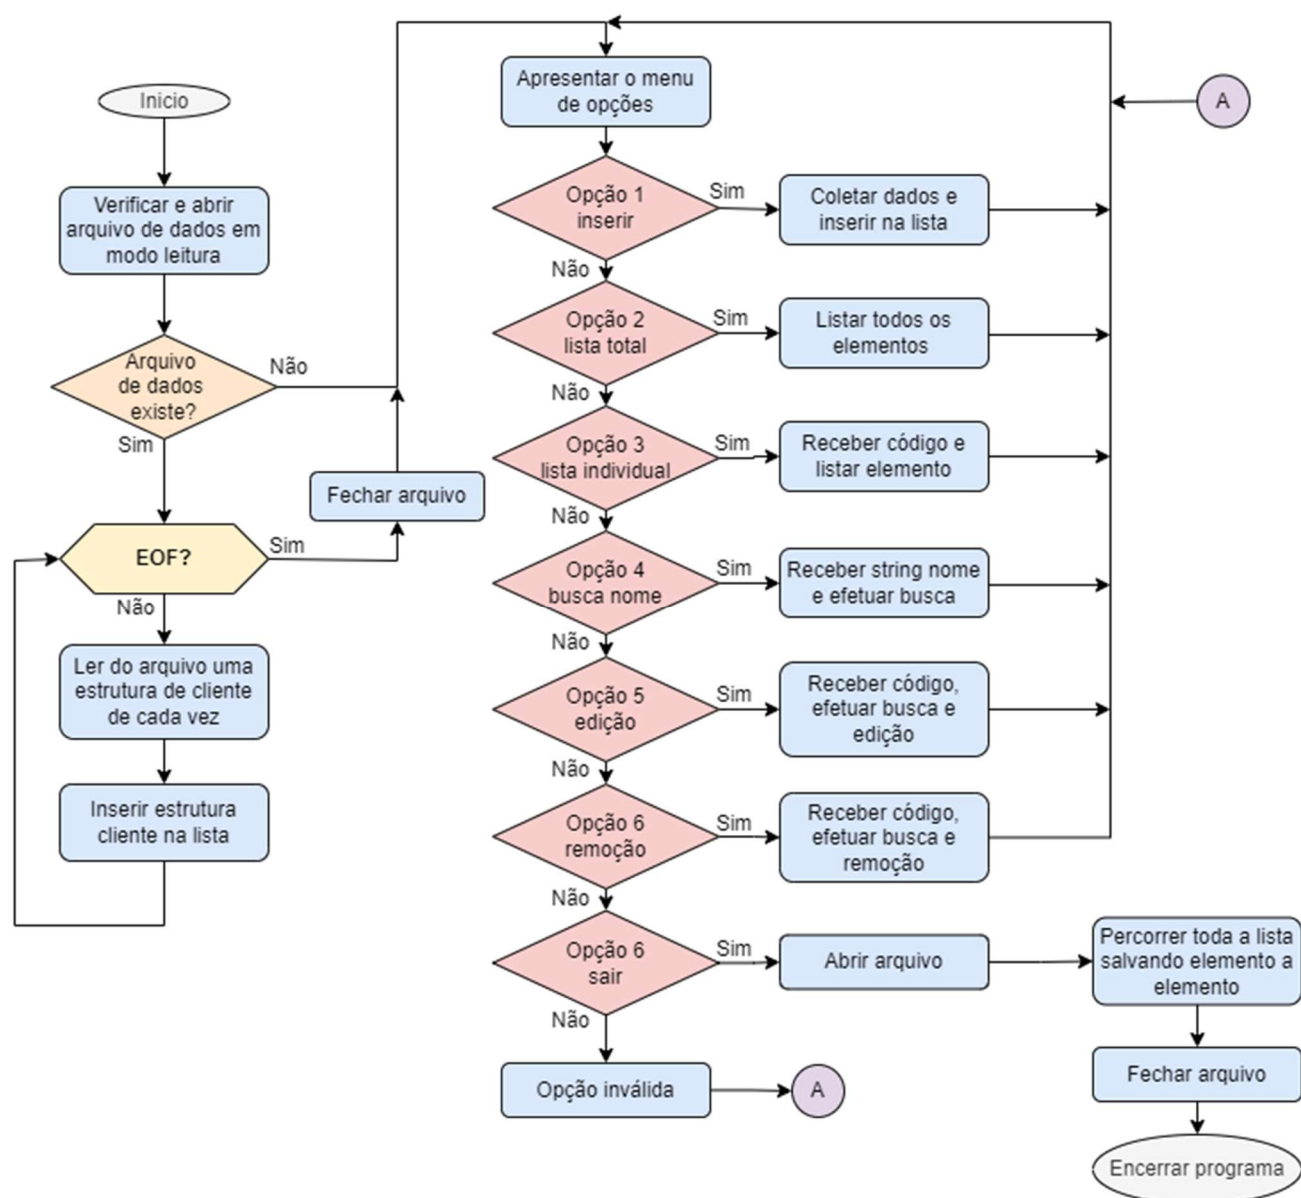 Inicio
Verificar e abrir
arquivo de dados em
modo leitura
Arquivo
de dados
existe?
Não
Sim
Fechar arquivo
EOF?
Sim
Não
Ler do arquivo uma
estrutura de cliente
de cada vez
Inserir estrutura
cliente na lista
Apresentar o menu
de opções
A
Opção 1
inserir
Sim
Coletar dados e
inserir na lista
Não
Opção 2
lista total
Sim
Listar todos os
elementos
Não
Opção 3
lista individual
Sim
Receber código e
listar elemento
Não
Opção 4
busca nome
Sim
Receber string nome
e efetuar busca
Não
Opção 5
edição
Sim
Receber código,
efetuar busca e
edição
Não
Opção 6
remoção
Sim
Receber código,
efetuar busca e
remoção
Não
Opção 6
sair
Sim
Abrir arquivo
Percorrer toda a lista
salvando elemento a
elemento
Não
Opção inválida
A
Fechar arquivo
Encerrar programa